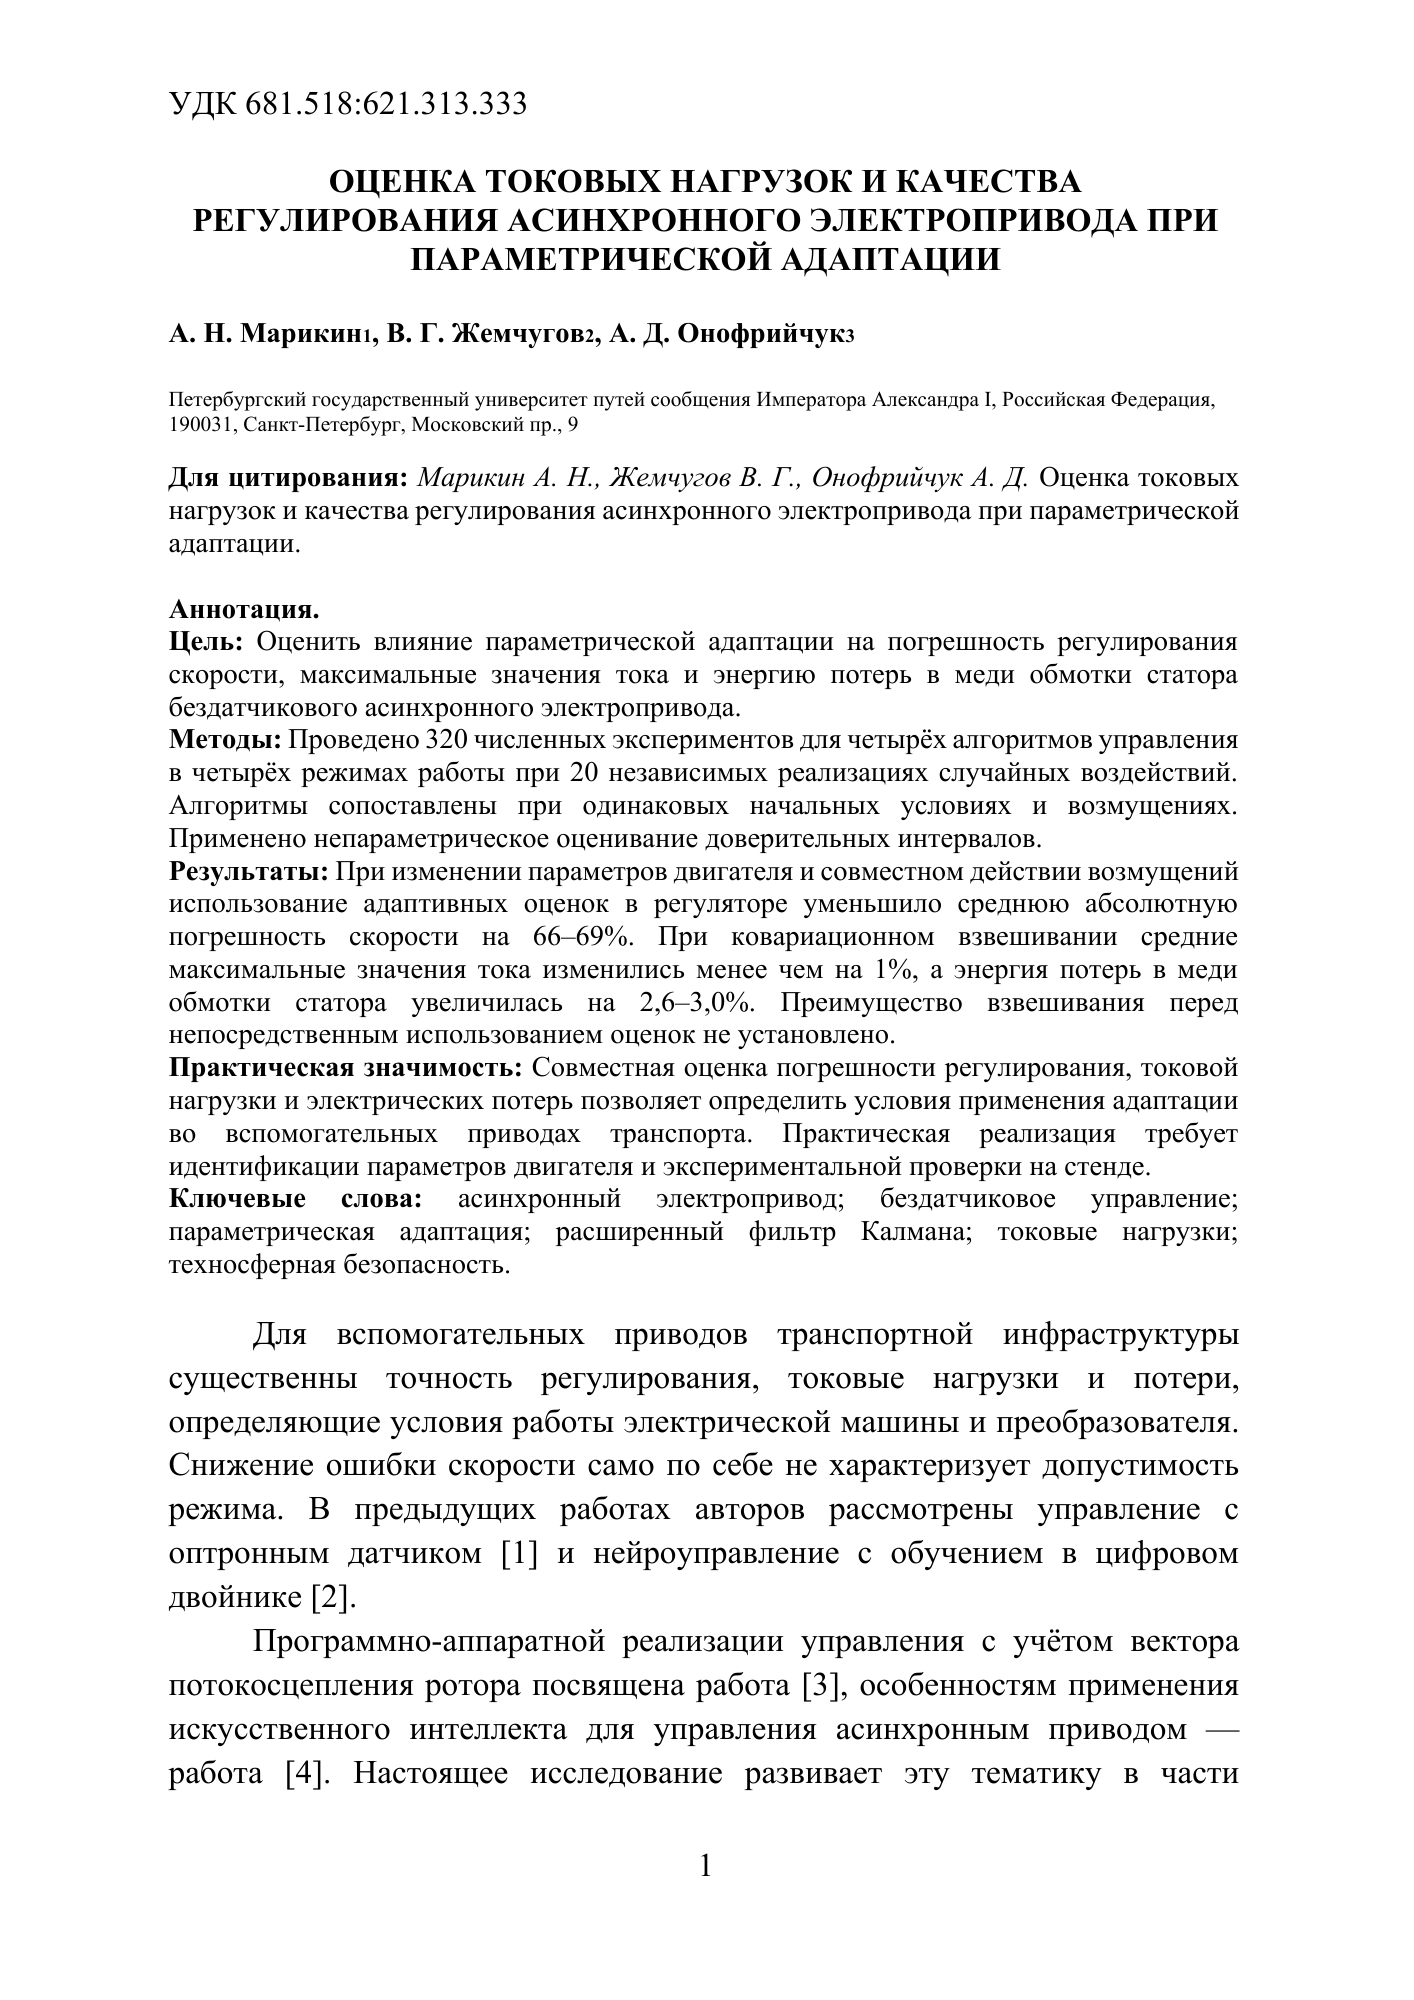 УДК 681.518:621.313.333
ОЦЕНКА ТОКОВЫХ НАГРУЗОК И КАЧЕСТВА
РЕГУЛИРОВАНИЯ АСИНХРОННОГО ЭЛЕКТРОПРИВОДА ПРИ
ПАРАМЕТРИЧЕСКОЙ АДАПТАЦИИ
А. Н. Марикин1, В. Г. Жемчугов2, А. Д. Онофрийчук3
Петербургский государственный университет путей сообщения Императора Александра I, Российская Федерация,
190031, Санкт-Петербург, Московский пр., 9
Для цитирования: Марикин А. Н., Жемчугов В. Г., Онофрийчук А. Д. Оценка токовых
нагрузок и качества регулирования асинхронного электропривода при параметрической
адаптации.
Аннотация.
Цель: Оценить влияние параметрической адаптации на погрешность регулирования
скорости, максимальные значения тока и энергию потерь в меди обмотки статора
бездатчикового асинхронного электропривода.
Методы: Проведено 320 численных экспериментов для четырёх алгоритмов управления
в четырёх режимах работы при 20 независимых реализациях случайных воздействий.
Алгоритмы сопоставлены при одинаковых начальных условиях и возмущениях.
Применено непараметрическое оценивание доверительных интервалов.
Результаты: При изменении параметров двигателя и совместном действии возмущений
использование адаптивных оценок в регуляторе уменьшило среднюю абсолютную
погрешность скорости на 66–69%. При ковариационном взвешивании средние
максимальные значения тока изменились менее чем на 1%, а энергия потерь в меди
обмотки статора увеличилась на 2,6–3,0%. Преимущество взвешивания перед
непосредственным использованием оценок не установлено.
Практическая значимость: Совместная оценка погрешности регулирования, токовой
нагрузки и электрических потерь позволяет определить условия применения адаптации
во вспомогательных приводах транспорта. Практическая реализация требует
идентификации параметров двигателя и экспериментальной проверки на стенде.
Ключевые слова: асинхронный электропривод; бездатчиковое управление;
параметрическая адаптация; расширенный фильтр Калмана; токовые нагрузки;
техносферная безопасность.
Для вспомогательных приводов транспортной инфраструктуры
существенны точность регулирования, токовые нагрузки и потери,
определяющие условия работы электрической машины и преобразователя.
Снижение ошибки скорости само по себе не характеризует допустимость
режима. В предыдущих работах авторов рассмотрены управление с
оптронным датчиком [1] и нейроуправление с обучением в цифровом
двойнике [2].
Программно-аппаратной реализации управления с учётом вектора
потокосцепления ротора посвящена работа [3], особенностям применения
искусственного интеллекта для управления асинхронным приводом —
работа [4]. Настоящее исследование развивает эту тематику в части
1